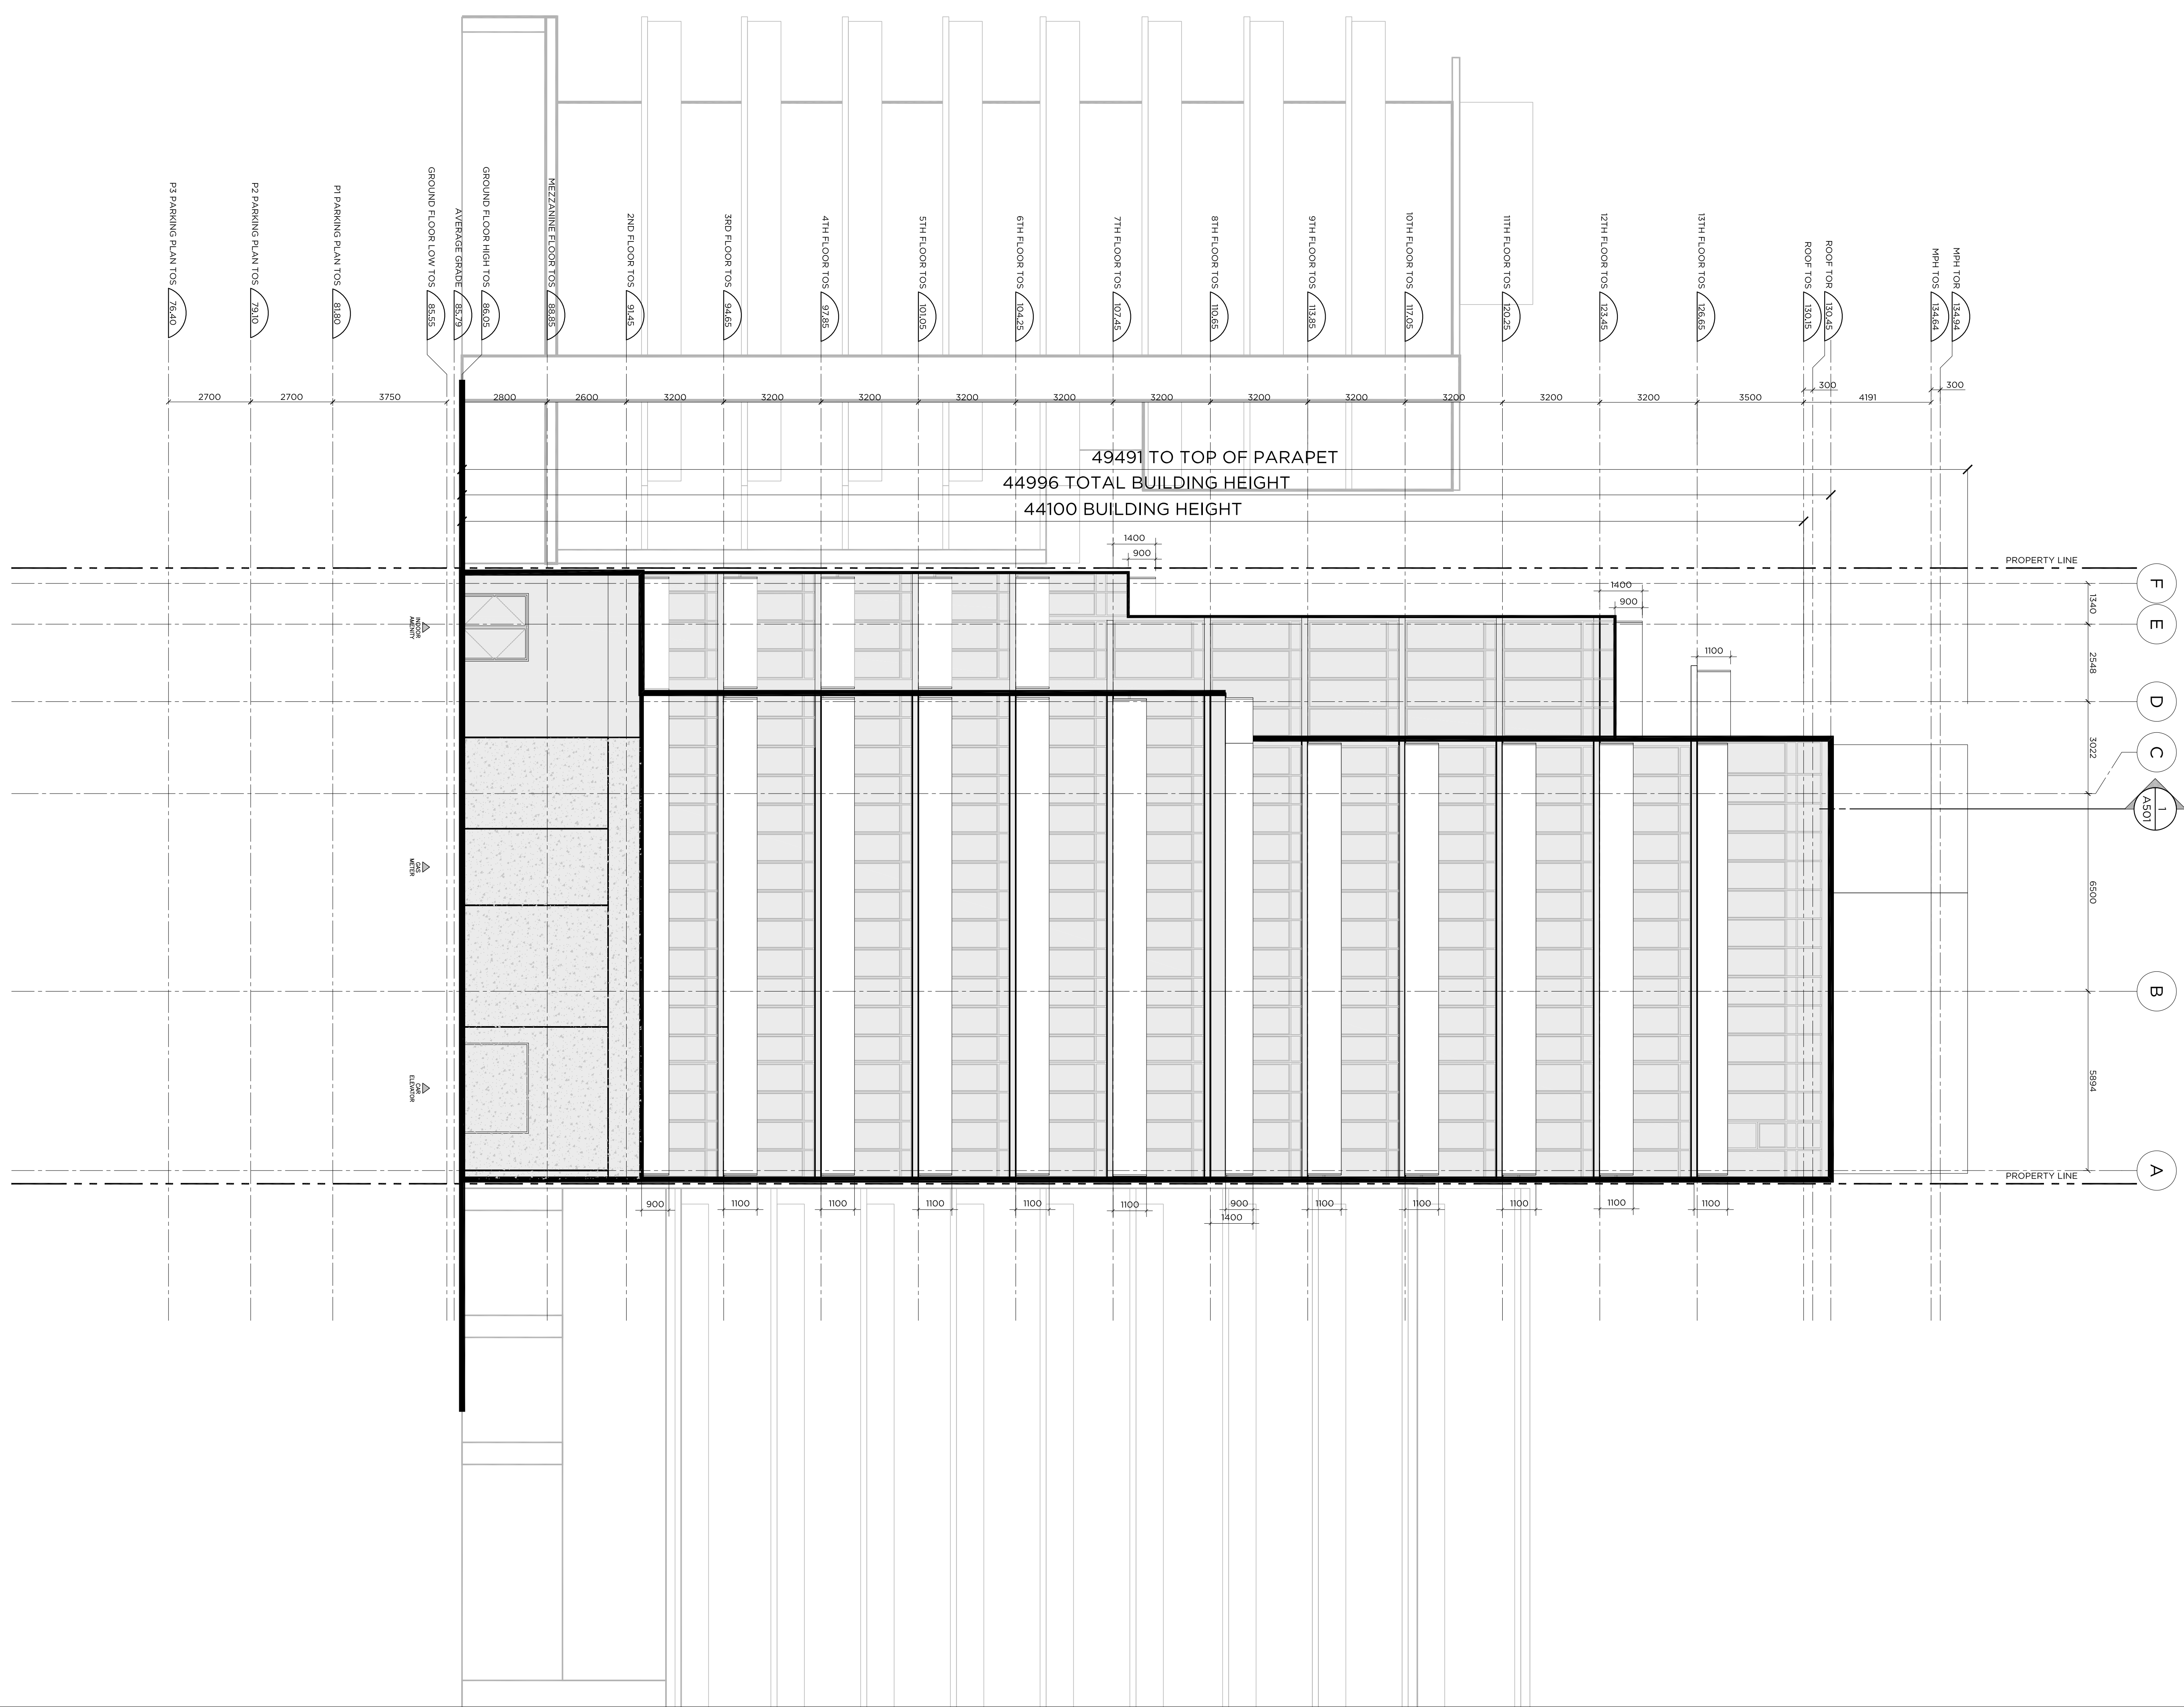 P3 PARKING PLAN TOS 76.40
P2 PARKING PLAN TOS 79.10
P1 PARKING PLAN TOS 81.80
GROUND FLOOR LOW TOS 85.55
AVERAGE GRADE 85.79
GROUND FLOOR HIGH TOS 86.05
MEZZANINE FLOOR TOS 88.85
2ND FLOOR TOS 91.45
3RD FLOOR TOS 94.65
4TH FLOOR TOS 97.85
5TH FLOOR TOS 101.05
6TH FLOOR TOS 104.25
7TH FLOOR TOS 107.45
8TH FLOOR TOS 110.65
9TH FLOOR TOS 113.85
10TH FLOOR TOS 117.05
11TH FLOOR TOS 120.25
12TH FLOOR TOS 123.45
13TH FLOOR TOS 126.65
ROOF TOS 130.15
ROOF TOR 130.45
MPH TOS 134.64
MPH TOR 134.94
300 300
2700 2700 3750 2800 2600 3200 3200 3200 3200 3200 3200 3200 3200 3200 3200 3200 3500 4191
49491 TO TOP OF PARAPET
44996 TOTAL BUILDING HEIGHT
44100 BUILDING HEIGHT
1400
900
PROPERTY LINE
1400
900
1100
F
1340
E
2548
D
3022
C
1
A501
6500
B
5894
A
INDOOR
AMENITY
GAS
METER
CAR
ELEVATOR
PROPERTY LINE
900 1100 1100 1100 1100 1100 900 1100 1100 1100 1100 1100
1400